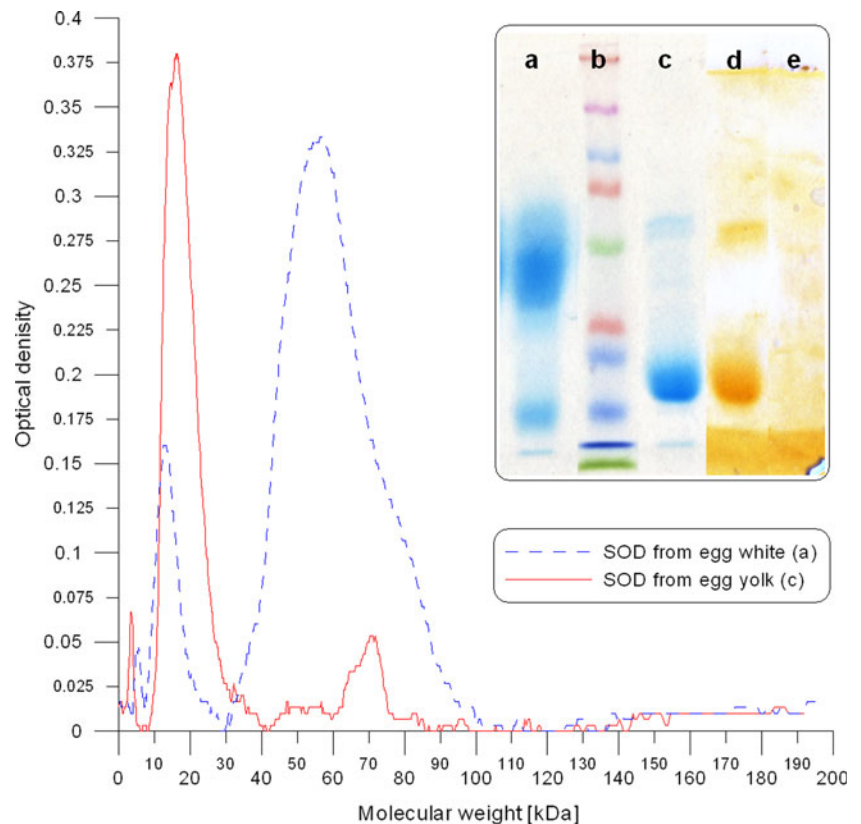 0.4
0.375
0.35
0.325
0.3
0.275
0.25
0.225
0.2
0.175
0.15
0.125
0.1
0.075
0.05
0.025
0
Optical denisity
a b c d e
SOD from egg white (a)
SOD from egg yolk (c)
0 10 20 30 40 50 60 70 80 90 100 110 120 130 140 150 160 170 180 190 200
Molecular weight [kDa]